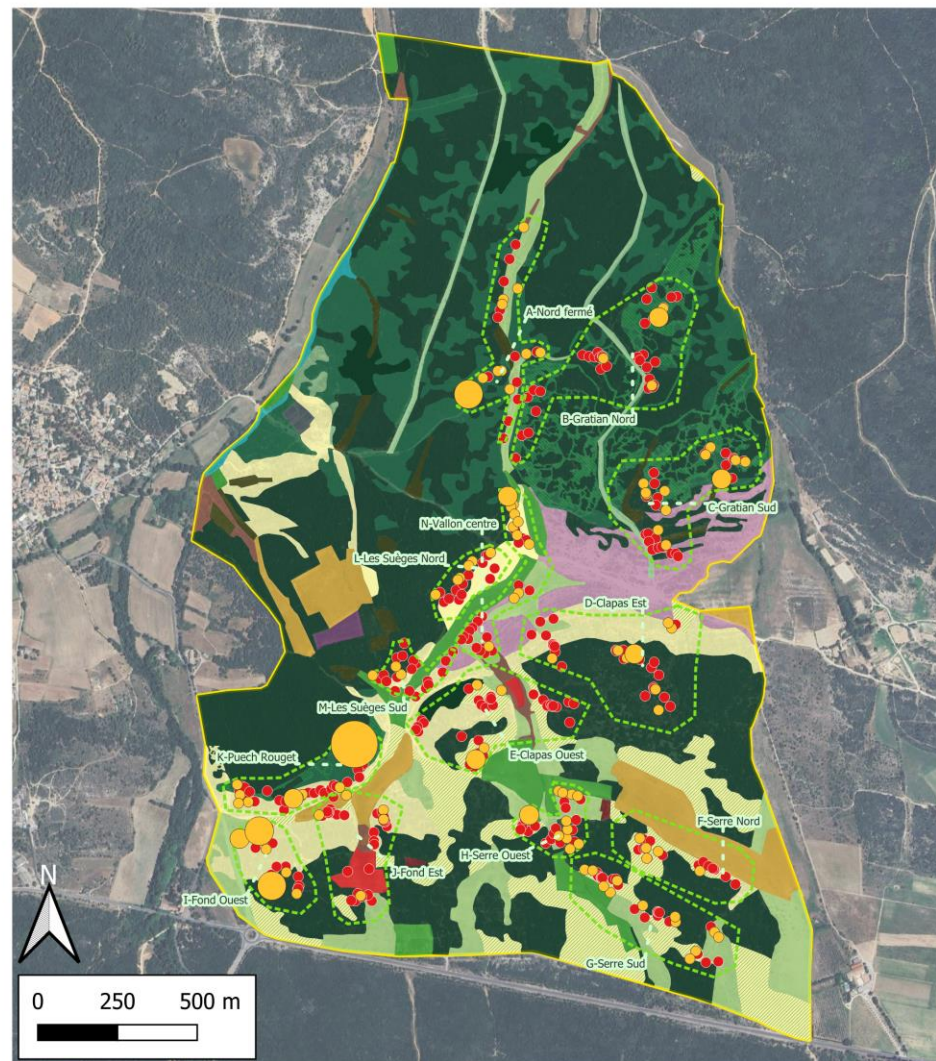 A-Nord fermé
B-Gratian Nord
C-Gratian Sud
N-Vallon centre
L-Les Suèges Nord
D-Clapas Est
M-Les Suèges Sud
E-Clapas Ouest
K-Puech Rouget
F-Serre Nord
H-Serre Ouest
J-Fond Est
I-Fond Ouest
G-Serre Sud
N
0 250 500 m